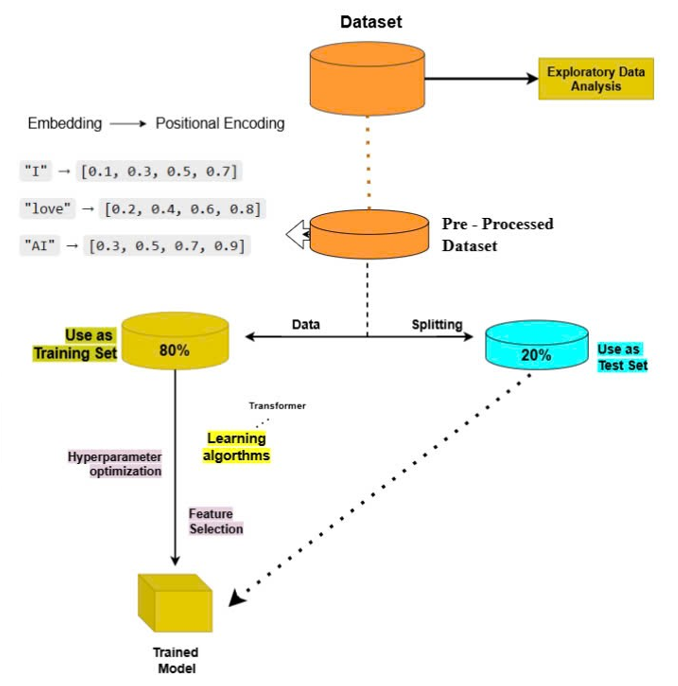 Dataset
Exploratory Data
Analysis
Embedding → Positional Encoding
"I" → [0.1, 0.3, 0.5, 0.7]
"love" → [0.2, 0.4, 0.6, 0.8]
"AI" → [0.3, 0.5, 0.7, 0.9]
Pre - Processed
Dataset
Data Splitting
Use as
Training Set
80%
20%
Use as
Test Set
Transformer
Learning
algorthms
Hyperparameter
optimization
Feature
Selection
Trained
Model